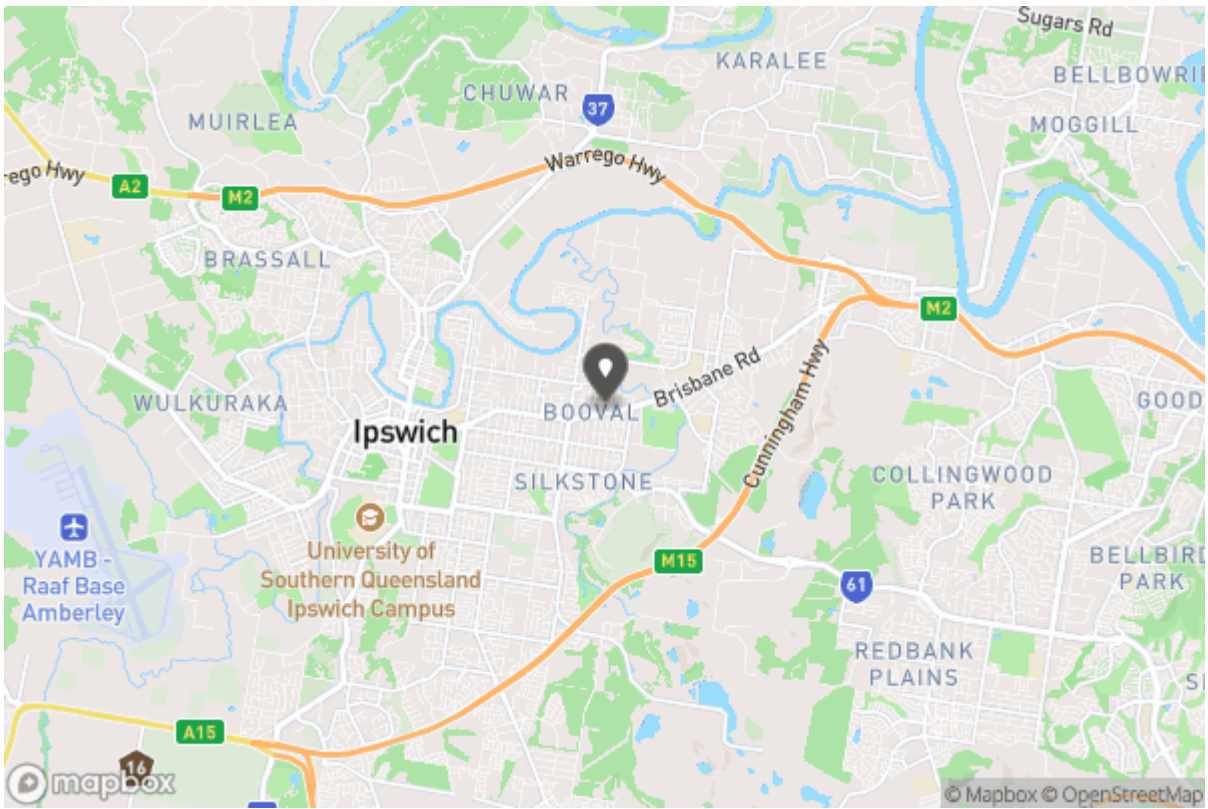 Sugars Rd
KARALEE
BELLBOWRI
CHUWAR
37
MUIRLEA
MOGGILL
Warrego Hwy
rego Hwy
A2
M2
BRASSALL
M2
Brisbane Rd
Cunningham Hwy
WULKURAKA
BOOVAL
GOOD
Ipswich
SILKSTONE
COLLINGWOOD
PARK
University of
Southern Queensland
Ipswich Campus
YAMB -
Raaf Base
Amberley
M15
61
BELLBIRD
PARK
REDBANK
PLAINS
S
A15
16
mapbox
© Mapbox © OpenStreetMap